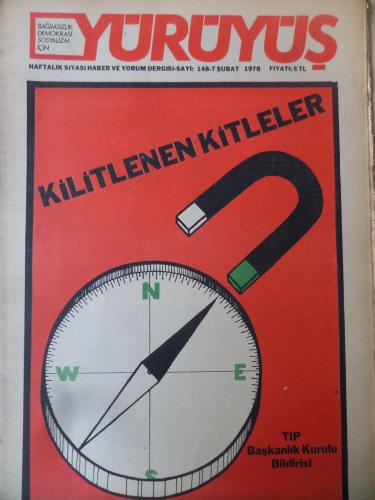 BAĞIMSIZLIK
DEMOKRASİ
SOSYALİZM
İÇİN
YÜRÜYÜŞ
HAFTALIK SİYASİ HABER VE YORUM DERGİSİ-SAYI: 148-7 ŞUBAT 1978 FİYATI;5 TL
KİLİTLENEN KİTLELER
N
W E
S
TİP
Başkanlık Kurulu
Bildirisi